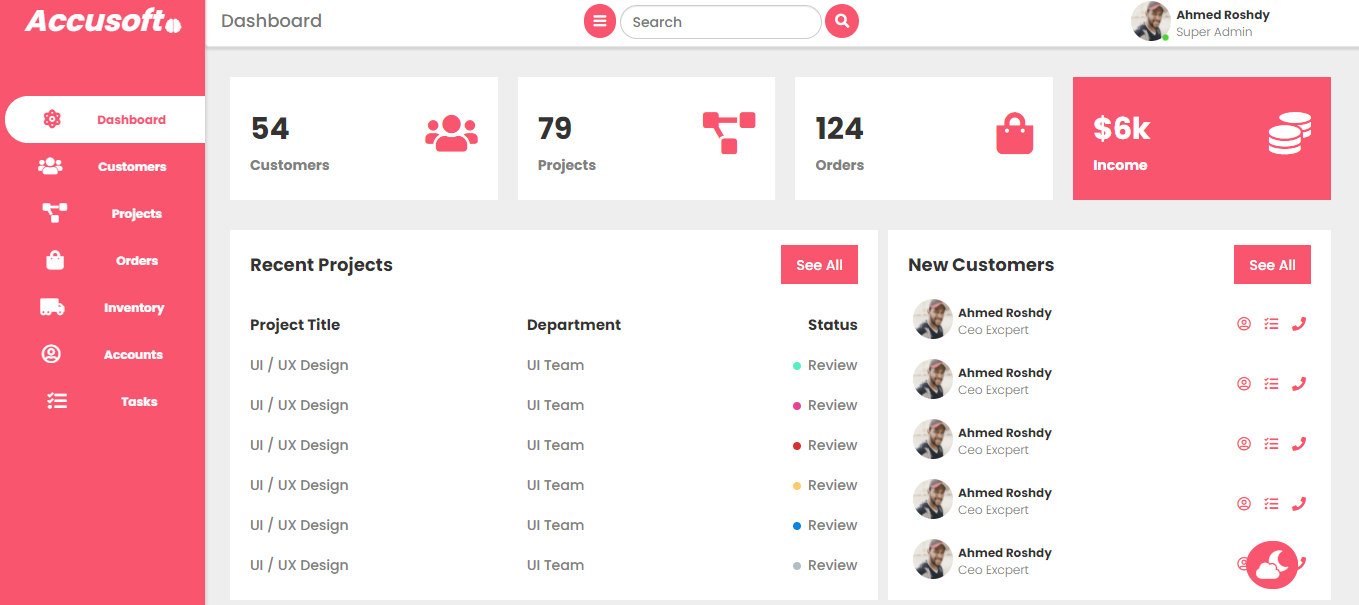 Accusoft
Dashboard
Search
Ahmed Roshdy
Super Admin
Dashboard
Customers
Projects
Orders
Inventory
Accounts
Tasks
54
Customers
79
Projects
124
Orders
$6k
Income
Recent Projects
See All
Project Title Department Status
UI / UX Design UI Team Review
UI / UX Design UI Team Review
UI / UX Design UI Team Review
UI / UX Design UI Team Review
UI / UX Design UI Team Review
UI / UX Design UI Team Review
New Customers
See All
Ahmed Roshdy
Ceo Excpert
Ahmed Roshdy
Ceo Excpert
Ahmed Roshdy
Ceo Excpert
Ahmed Roshdy
Ceo Excpert
Ahmed Roshdy
Ceo Excpert